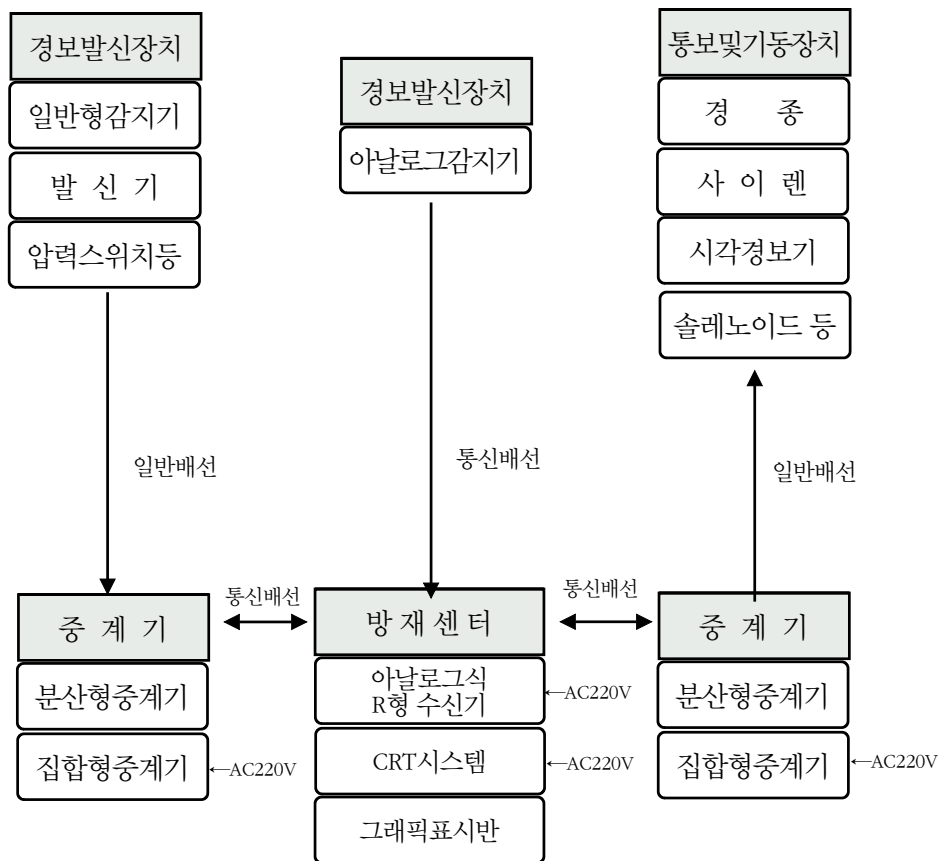 경보발신장치
일반형감지기
발 신 기
압력스위치등
경보발신장치
아날로그감지기
통보및기동장치
경 종
사 이 렌
시각경보기
솔레노이드 등
일반배선
통신배선
일반배선
통신배선
통신배선
중 계 기
분산형중계기
집합형중계기
←AC220V
방 재 센 터
아날로그식
R형 수신기
←AC220V
CRT시스템
←AC220V
그래픽표시반
중 계 기
분산형중계기
집합형중계기
←AC220V